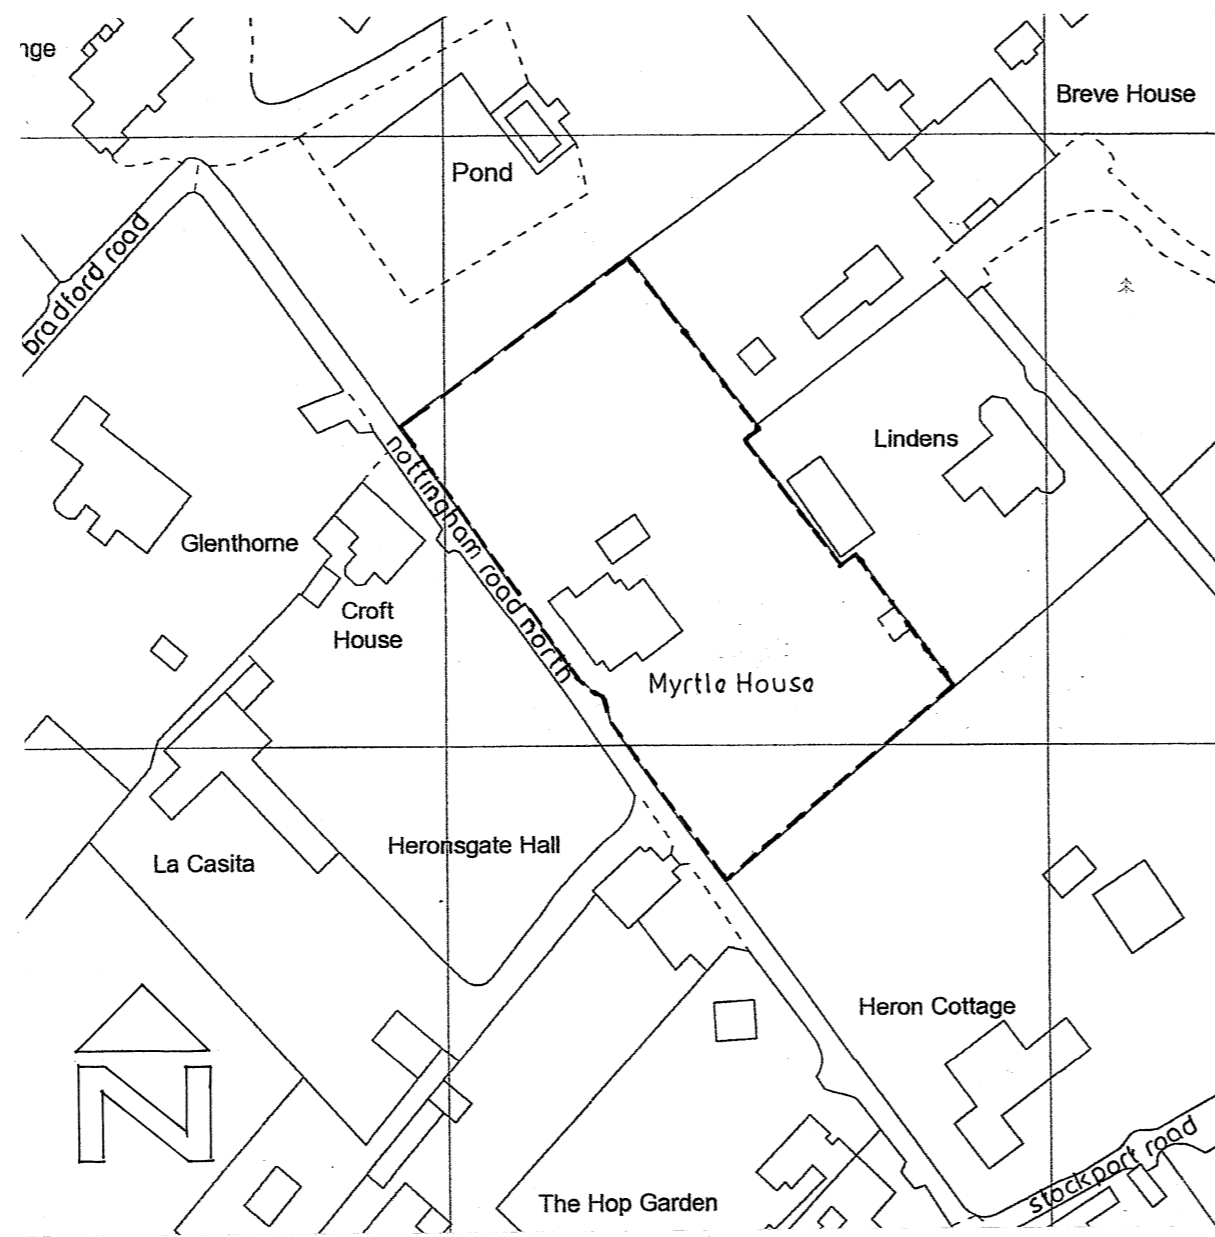 nge
Breve House
Pond
bradford road
Lindens
nottingham road north
Glenthorne
Croft
House
Myrtle House
Heronsgate Hall
La Casita
Heron Cottage
N
stockport road
The Hop Garden